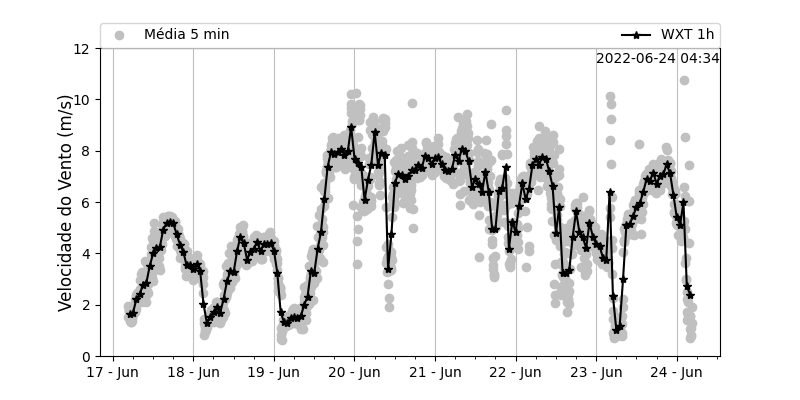 Média 5 min
WXT 1h
2022-06-24 04:34
Velocidade do Vento (m/s)
12
10
8
6
4
2
0
17 - Jun
18 - Jun
19 - Jun
20 - Jun
21 - Jun
22 - Jun
23 - Jun
24 - Jun